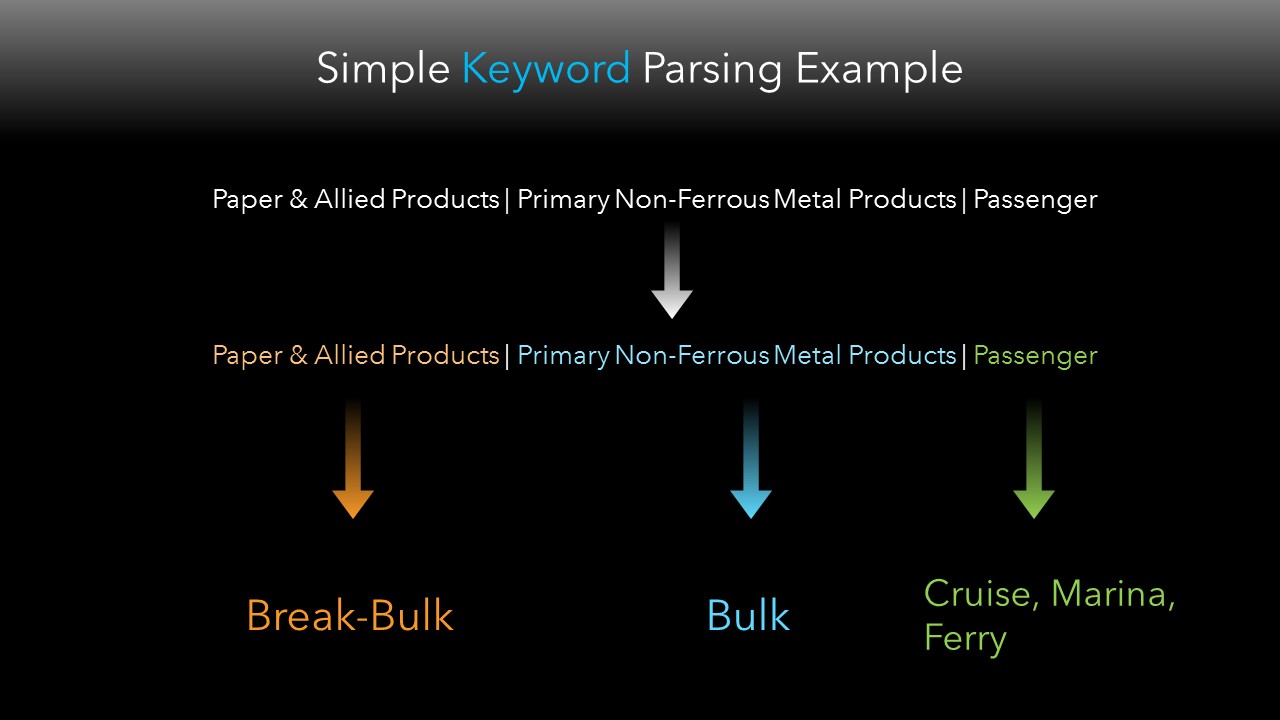 Simple Keyword Parsing Example
Paper & Allied Products | Primary Non-Ferrous Metal Products | Passenger
Paper & Allied Products | Primary Non-Ferrous Metal Products | Passenger
Break-Bulk
Bulk
Cruise, Marina,
Ferry